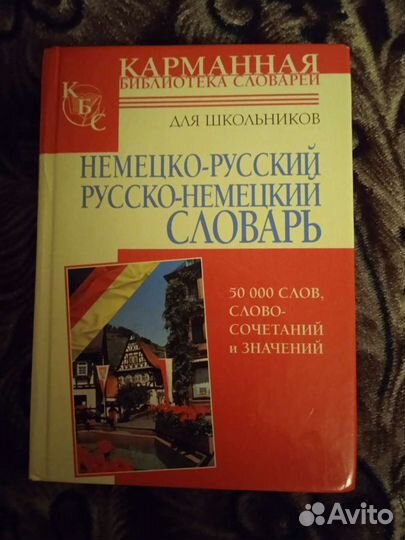 КБС
КАРМАННАЯ
БИБЛИОТЕКА СЛОВАРЕЙ
ДЛЯ ШКОЛЬНИКОВ
НЕМЕЦКО-РУССКИЙ
РУССКО-НЕМЕЦКИЙ
СЛОВАРЬ
50 000 СЛОВ,
СЛОВО-
СОЧЕТАНИЙ
И ЗНАЧЕНИЙ
Avito